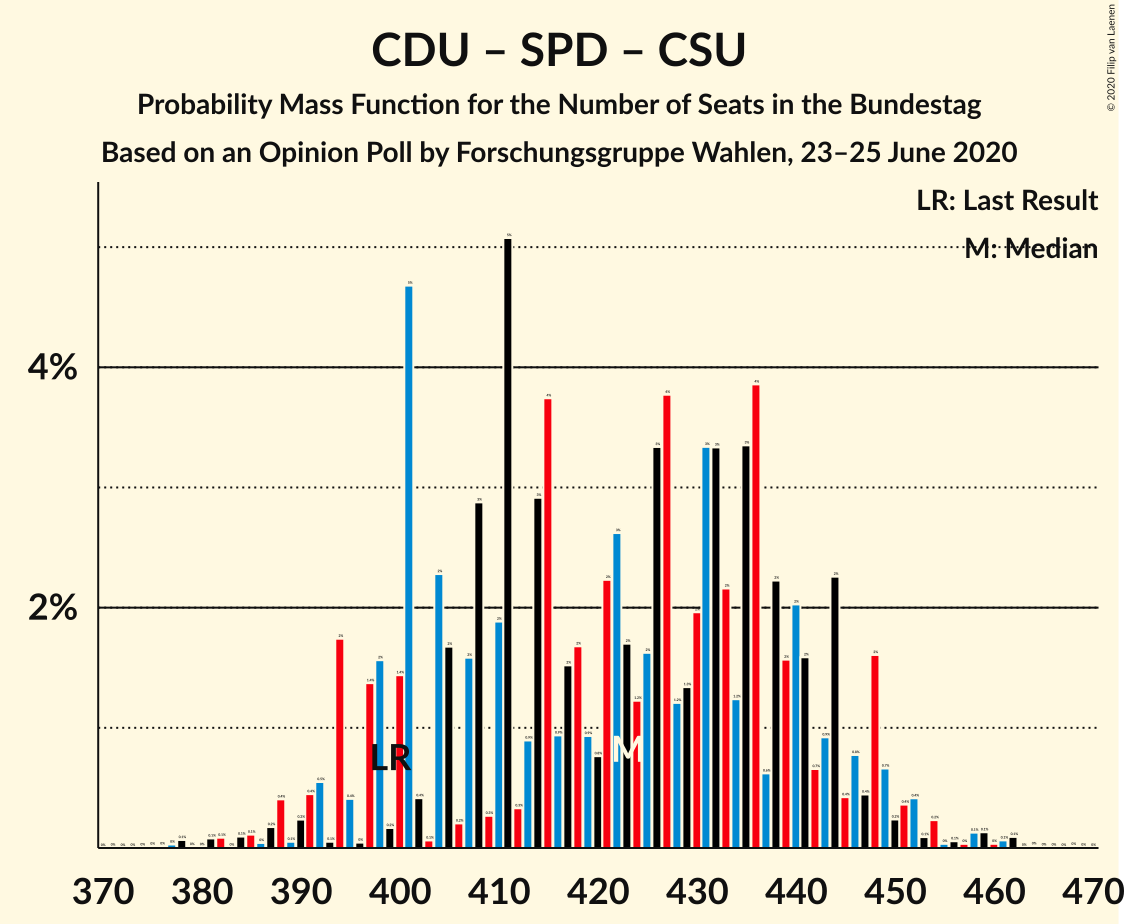 CDU – SPD – CSU
Probability Mass Function for the Number of Seats in the Bundestag
Based on an Opinion Poll by Forschungsgruppe Wahlen, 23–25 June 2020
© 2020 Filip van Laenen
LR: Last Result
M: Median
4%
2%
LR
M
370 380 390 400 410 420 430 440 450 460 470